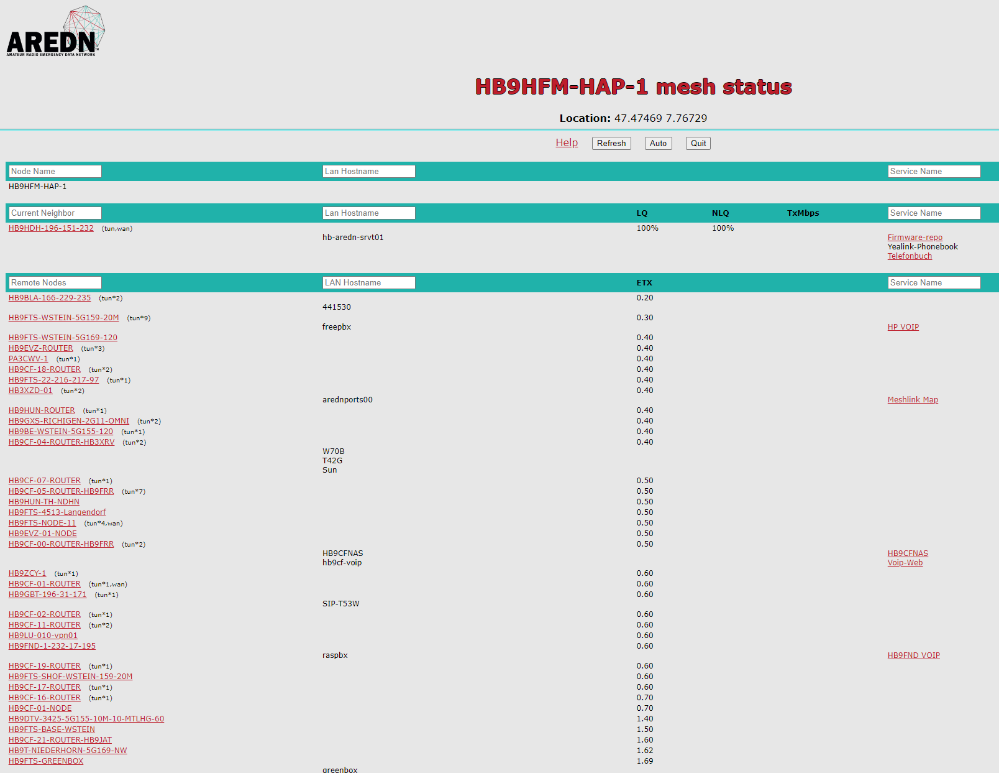 AREDN™
AMATEUR RADIO EMERGENCY DATA NETWORK
HB9HFM-HAP-1 mesh status
Location: 47.47469 7.76729
Help Refresh Auto Quit
Node Name Lan Hostname Service Name
HB9HFM-HAP-1
Current Neighbor Lan Hostname LQ NLQ TxMbps Service Name
HB9HDH-196-151-232 (tun,wan) 100% 100%
hb-aredn-srvt01 Firmware-repo
Yealink-Phonebook
Telefonbuch
Remote Nodes LAN Hostname ETX Service Name
HB9BLA-166-229-235 (tun*2) 0.20
441530
HB9FTS-WSTEIN-5G159-20M (tun*9) 0.30
freepbx HP VOIP
HB9FTS-WSTEIN-5G169-120 0.40
HB9EVZ-ROUTER (tun*3) 0.40
PA3CWV-1 (tun*1) 0.40
HB9CF-18-ROUTER (tun*2) 0.40
HB9FTS-22-216-217-97 (tun*1) 0.40
HB3XZD-01 (tun*2) 0.40
arednports00 Meshlink Map
HB9HUN-ROUTER (tun*1) 0.40
HB9GXS-RICHIGEN-2G11-OMNI (tun*2) 0.40
HB9BE-WSTEIN-5G155-120 (tun*1) 0.40
HB9CF-04-ROUTER-HB3XRV (tun*2) 0.40
W70B
T42G
Sun
HB9CF-07-ROUTER (tun*1) 0.50
HB9CF-05-ROUTER-HB9FRR (tun*7) 0.50
HB9HUN-TH-NDHN 0.50
HB9FTS-4513-Langendorf 0.50
HB9FTS-NODE-11 (tun*4,wan) 0.50
HB9EVZ-01-NODE 0.50
HB9CF-00-ROUTER-HB9FRR (tun*2) 0.50
HB9CFNAS HB9CFNAS
hb9cf-voip Voip-Web
HB9ZCY-1 (tun*1) 0.60
HB9CF-01-ROUTER (tun*1,wan) 0.60
HB9GBT-196-31-171 (tun*1) 0.60
SIP-T53W
HB9CF-02-ROUTER (tun*1) 0.60
HB9CF-11-ROUTER (tun*2) 0.60
HB9LU-010-vpn01 0.60
HB9FND-1-232-17-195 0.60
raspbx HB9FND VOIP
HB9CF-19-ROUTER (tun*1) 0.60
HB9FTS-SHOF-WSTEIN-159-20M 0.60
HB9CF-17-ROUTER (tun*1) 0.60
HB9CF-16-ROUTER (tun*1) 0.70
HB9CF-01-NODE 0.70
HB9DTV-3425-5G155-10M-10-MTLHG-60 1.40
HB9FTS-BASE-WSTEIN 1.50
HB9CF-21-ROUTER-HB9JAT 1.60
HB9T-NIEDERHORN-5G169-NW 1.62
HB9FTS-GREENBOX 1.69
greenbox